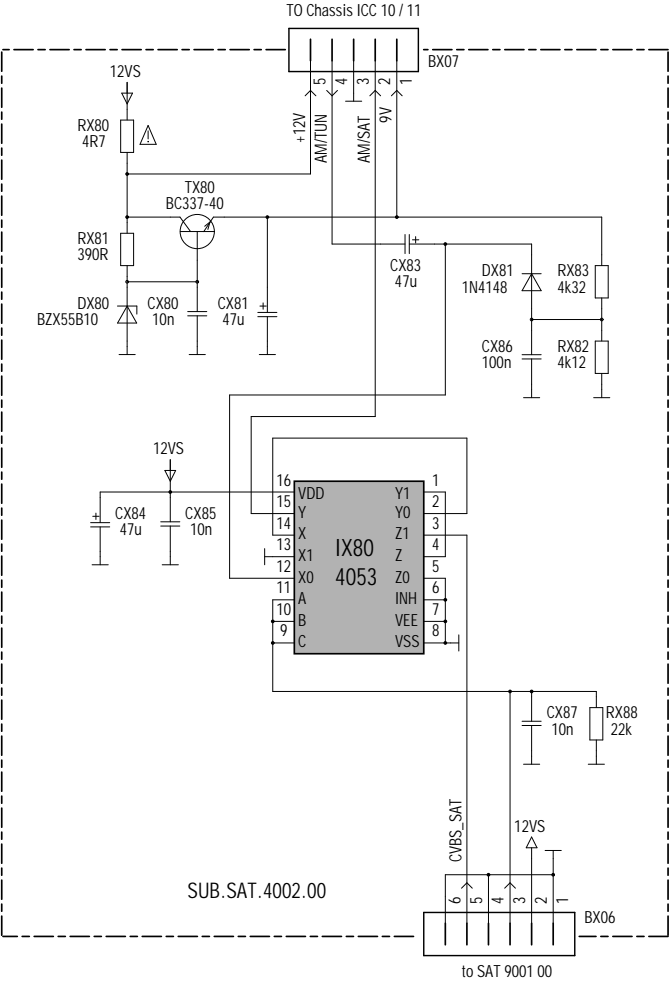 TO Chassis ICC 10 / 11
BX07
5 4 3 2 1
12VS
+12V
AM/TUN
AM/SAT
9V
RX80
4R7
TX80
BC337-40
RX81
390R
CX83
47u
DX81
1N4148
RX83
4k32
DX80
BZX55B10
CX80
10n
CX81
47u
CX86
100n
RX82
4k12
12VS
CX84
47u
CX85
10n
IX80
4053
16 VDD Y1 1
15 Y Y0 2
14 X Z1 3
13 X1 Z 4
12 X0 Z0 5
11 A INH 6
10 B VEE 7
9 C VSS 8
CX87
10n
RX88
22k
CVBS_SAT
12VS
6 5 4 3 2 1
SUB.SAT.4002.00
BX06
to SAT 9001 00